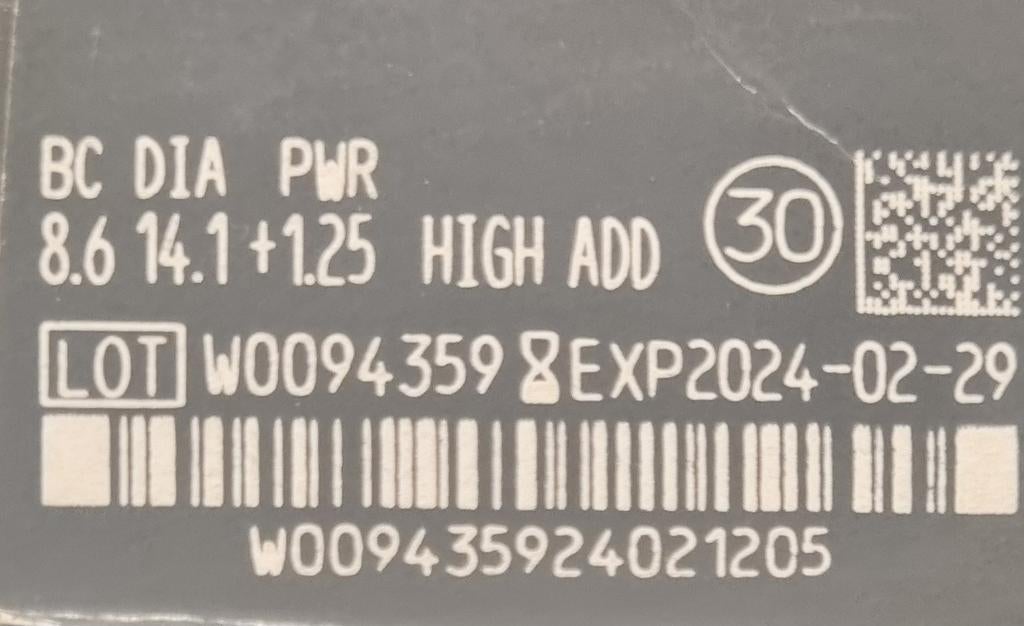 BC DIA PWR
8.6 14.1 +1.25 HIGH ADD 30
LOT W0094359 EXP2024-02-29
W009435924021205